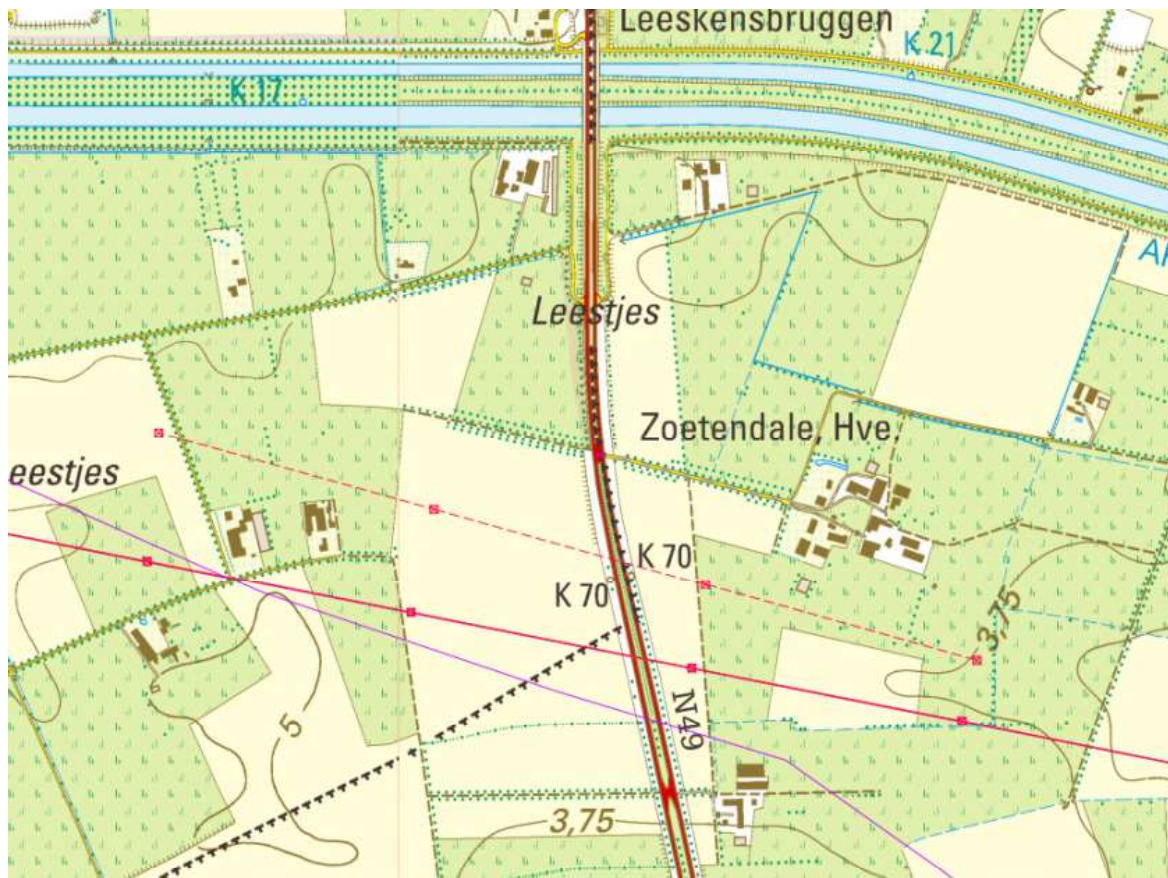 Leeskensbruggen
K 21
K 17
Leestjes
Zoetendale, Hve.
eestjes
K 70
K 70
3,75
5
N49
3,75